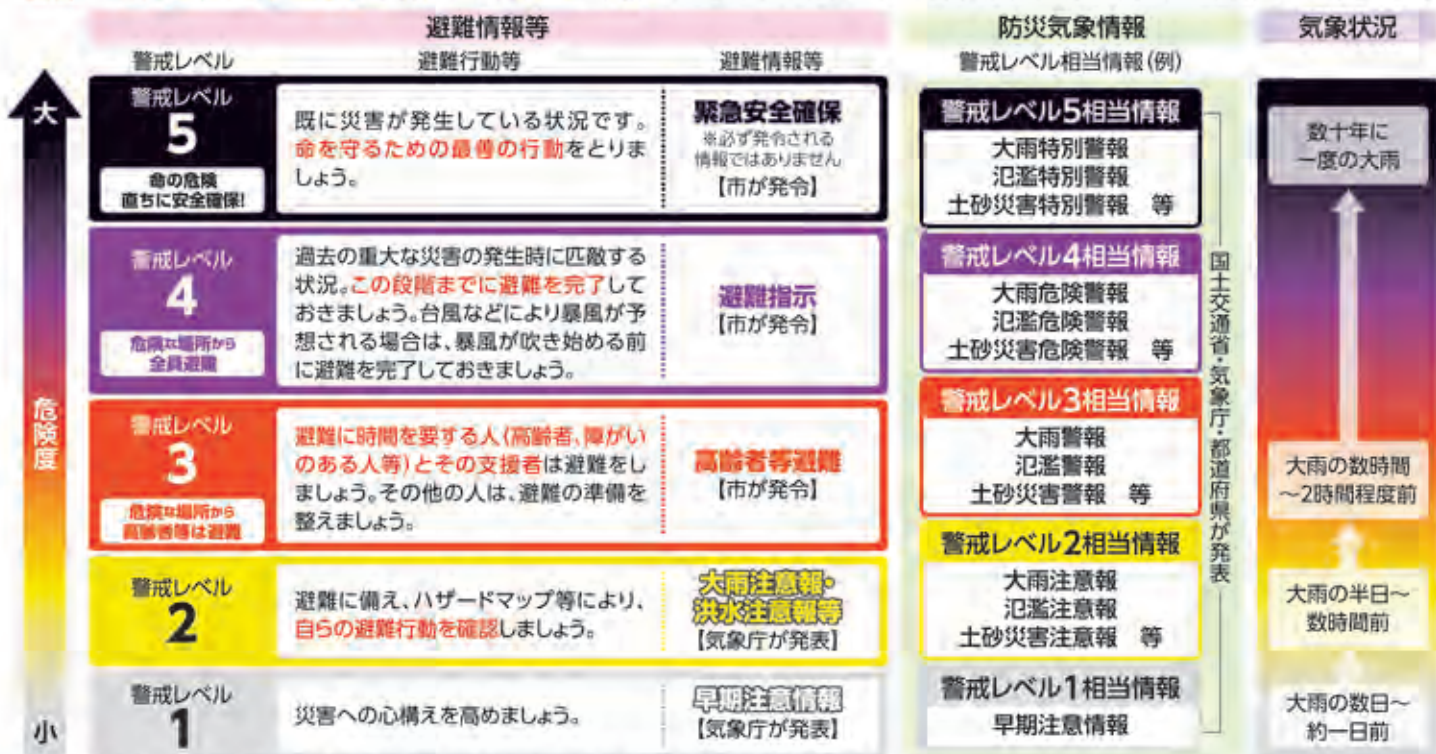 避難情報等
防災気象情報
気象状況
警戒レベル
避難行動等
避難情報等
警戒レベル相当情報(例)
大
危険度
小
警戒レベル
5
命の危険
直ちに安全確保!
既に災害が発生している状況です。
命を守るための最善の行動をとりま
しょう。
緊急安全確保
※必ず発令される
情報ではありません
【市が発令】
警戒レベル
4
危険な場所から
全員避難
過去の重大な災害の発生時に匹敵する
状況。この段階までに避難を完了して
おきましょう。台風などにより暴風が予
想される場合は、暴風が吹き始める前
に避難を完了しておきましょう。
避難指示
【市が発令】
警戒レベル
3
危険な場所から
高齢者等は避難
避難に時間を要する人(高齢者、障がい
のある人等)とその支援者は避難をし
ましょう。その他の人は、避難の準備を
整えましょう。
高齢者等避難
【市が発令】
警戒レベル
2
避難に備え、ハザードマップ等により、
自らの避難行動を確認しましょう。
大雨注意報・
洪水注意報等
【気象庁が発表】
警戒レベル
1
災害への心構えを高めましょう。
早期注意情報
【気象庁が発表】
警戒レベル5相当情報
大雨特別警報
氾濫特別警報
土砂災害特別警報 等
警戒レベル4相当情報
大雨危険警報
氾濫危険警報
土砂災害危険警報 等
警戒レベル3相当情報
大雨警報
氾濫警報
土砂災害警報 等
警戒レベル2相当情報
大雨注意報
氾濫注意報
土砂災害注意報 等
警戒レベル1相当情報
早期注意情報
国土交通省・気象庁・都道府県が発表
数十年に
一度の大雨
大雨の数時間
~2時間程度前
大雨の半日~
数時間前
大雨の数日~
約一日前